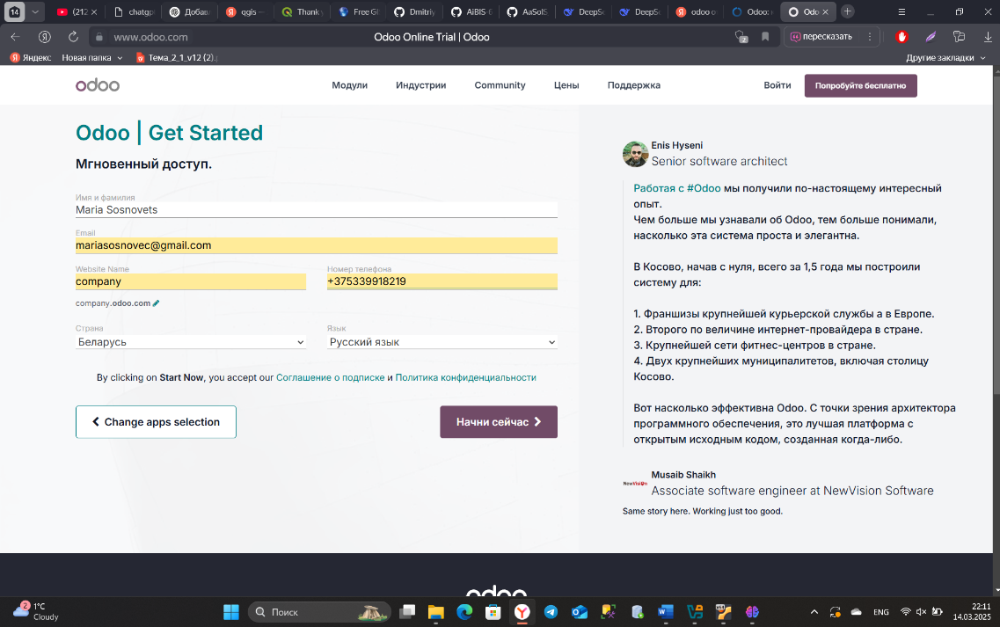 14
(212
chatgp
Добав
qgis –
Thank y
Free GI
Dmitriy
AiBIS-6
AaSolS
DeepSe
DeepSe
odoo o
Odoo:
Odo
www.odoo.com
Odoo Online Trial | Odoo
2
пересказать
Яндекс
Новая папка
Тема_2_1_v12 (2).
Другие закладки
odoo
Модули
Индустрии
Community
Цены
Поддержка
Войти
Попробуйте бесплатно
Odoo | Get Started
Мгновенный доступ.
Имя и фамилия
Maria Sosnovets
Email
mariasosnovec@gmail.com
Website Name
company
Номер телефона
+375339918219
company.odoo.com
Страна
Беларусь
Язык
Русский язык
By clicking on Start Now, you accept our Соглашение о подписке и Политика конфиденциальности
Change apps selection
Начни сейчас
Enis Hyseni
Senior software architect
Работая с #Odoo мы получили по-настоящему интересный
опыт.
Чем больше мы узнавали об Odoo, тем больше понимали,
насколько эта система проста и элегантна.
В Косово, начав с нуля, всего за 1,5 года мы построили
систему для:
1. Франшизы крупнейшей курьерской службы а в Европе.
2. Второго по величине интернет-провайдера в стране.
3. Крупнейшей сети фитнес-центров в стране.
4. Двух крупнейших муниципалитетов, включая столицу
Косово.
Вот насколько эффективна Odoo. С точки зрения архитектора
программного обеспечения, это лучшая платформа с
открытым исходным кодом, созданная когда-либо.
NewVision
Musaib Shaikh
Associate software engineer at NewVision Software
Same story here. Working just too good.
odoo
2
1°C
Cloudy
Поиск
ENG
22:11
14.03.2025